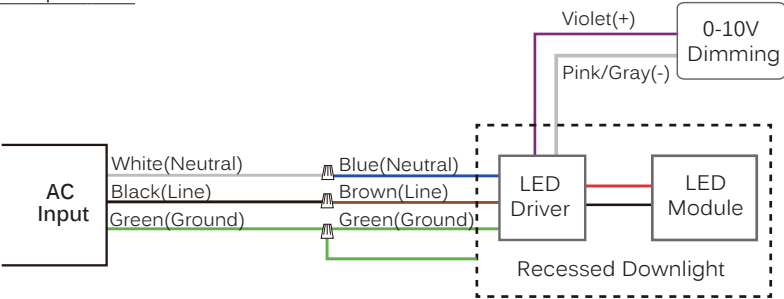 Violet(+)
0-10V
Dimming
Pink/Gray(-)
White(Neutral)
Blue(Neutral)
Black(Line)
Brown(Line)
Green(Ground)
Green(Ground)
AC
Input
LED
Driver
LED
Module
Recessed Downlight